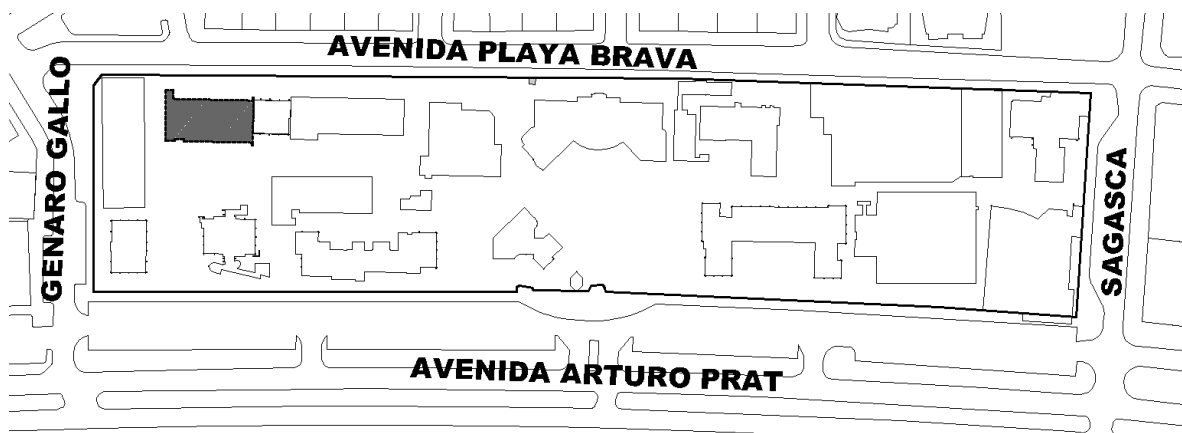 AVENIDA PLAYA BRAVA
GENARO GALLO
SAGASCA
AVENIDA ARTURO PRAT